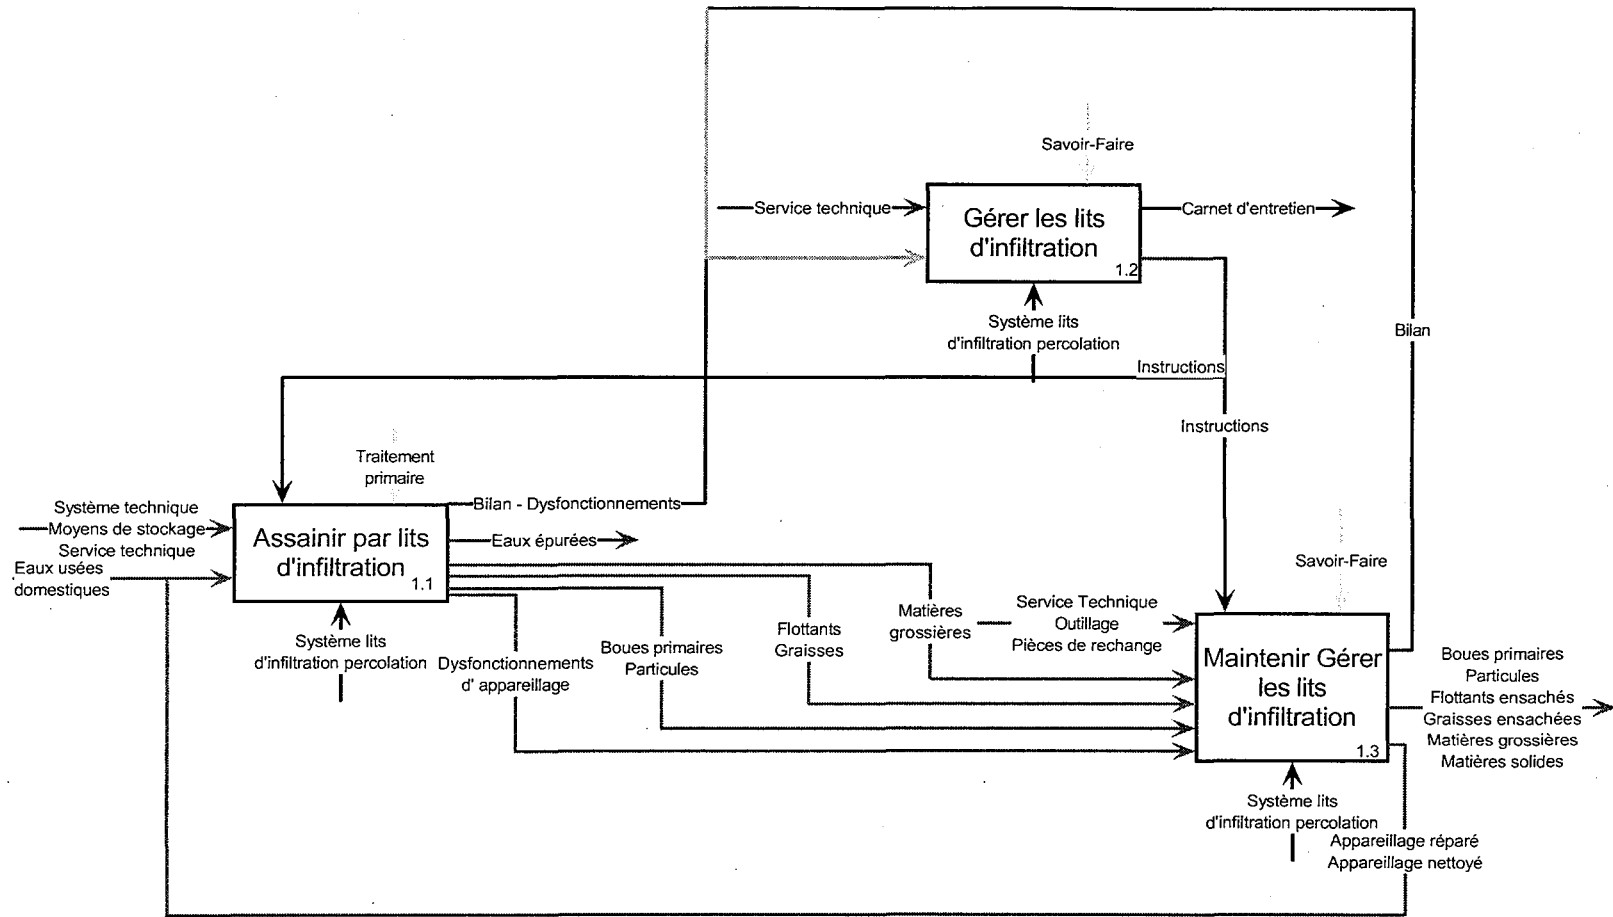 Savoir-Faire
Service technique
Gérer les lits
d'infiltration
1.2
Carnet d'entretien
Système lits
d'infiltration percolation
Bilan
Instructions
Instructions
Traitement
primaire
Système technique
Moyens de stockage
Service technique
Eaux usées
domestiques
Assainir par lits
d'infiltration
1.1
Bilan - Dysfonctionnements
Eaux épurées
Système lits
d'infiltration percolation
Dysfonctionnements
d' appareillage
Boues primaires
Particules
Flottants
Graisses
Matières
grossières
Service Technique
Outillage
Pièces de rechange
Savoir-Faire
Maintenir Gérer
les lits
d'infiltration
1.3
Boues primaires
Particules
Flottants ensachés
Graisses ensachées
Matières grossières
Matières solides
Système lits
d'infiltration percolation
Appareillage réparé
Appareillage nettoyé